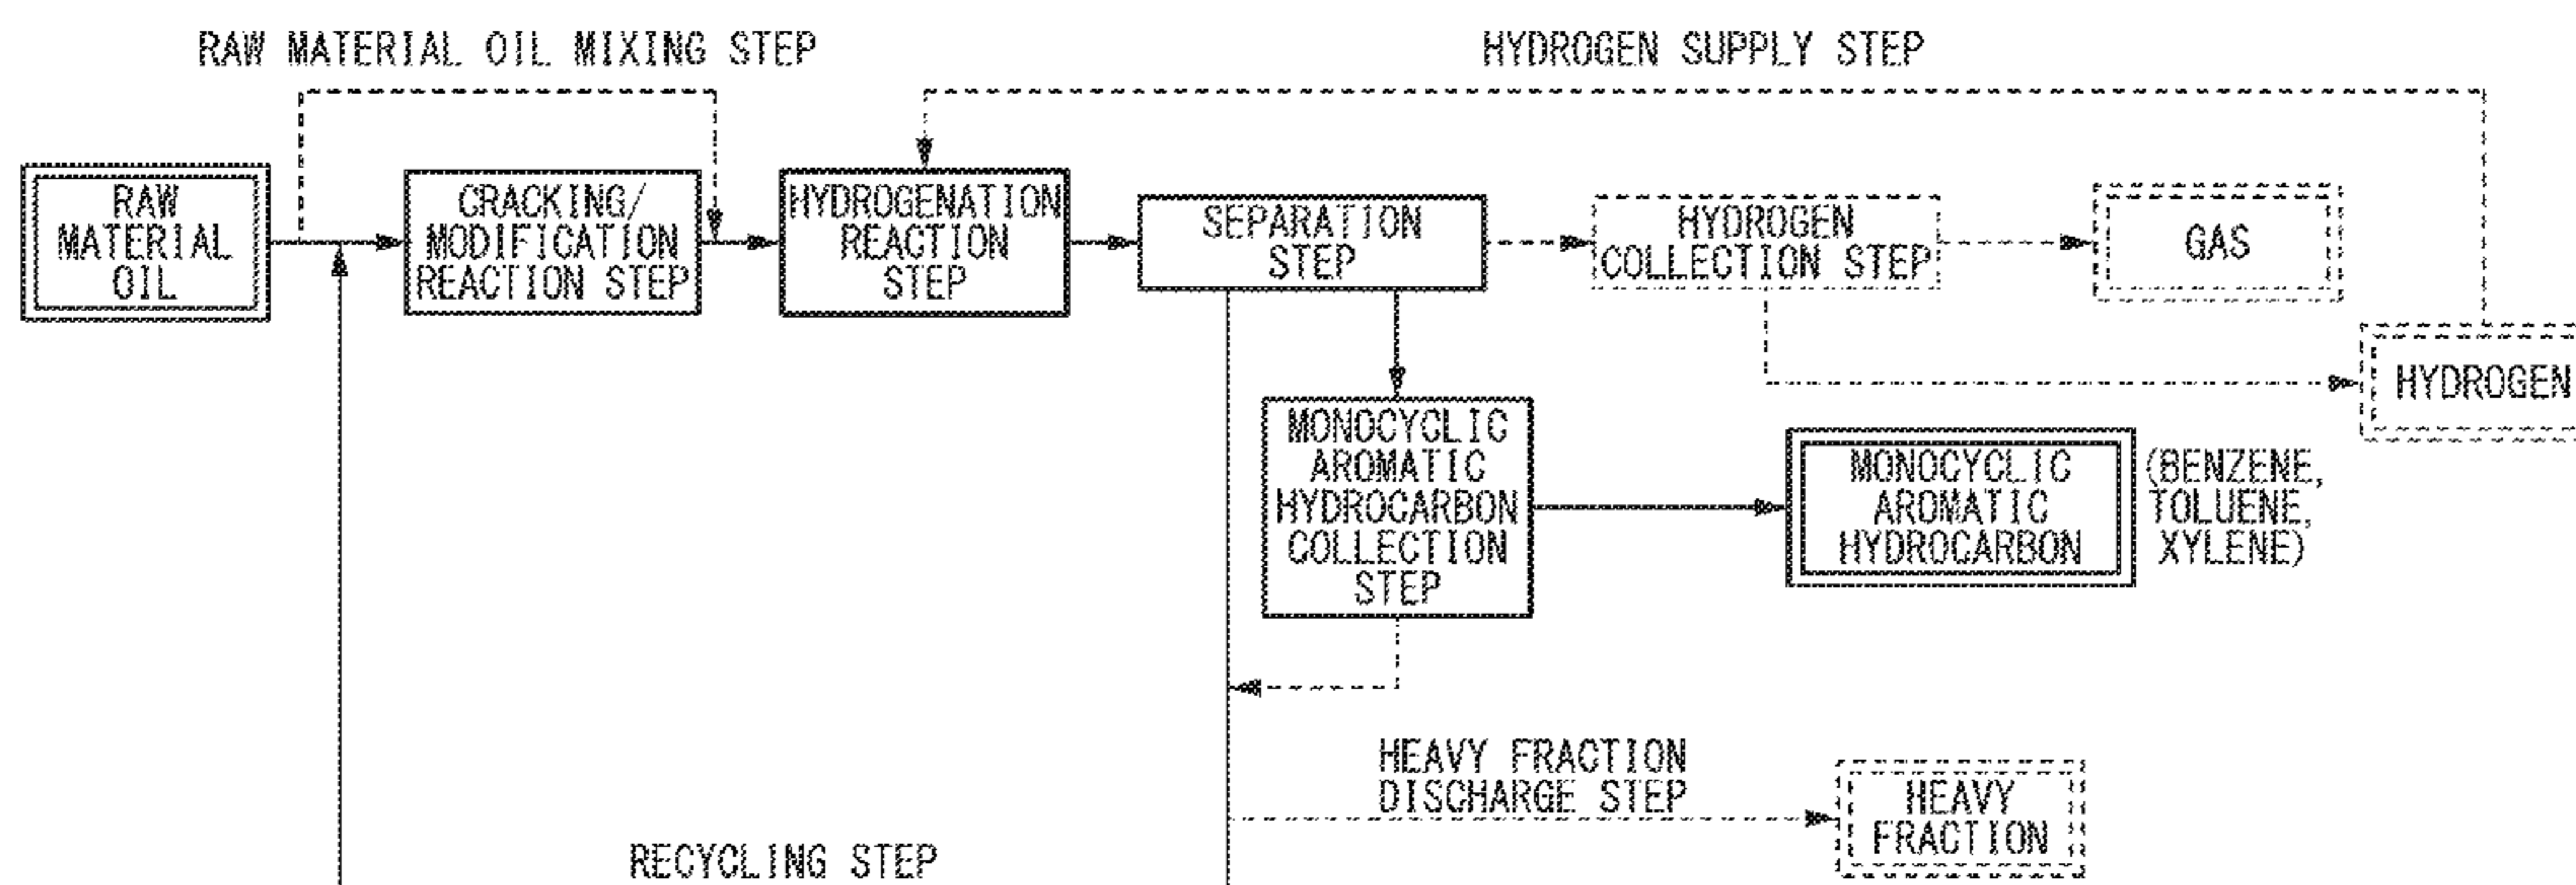 RAW MATERIAL OIL MIXING STEP
HYDROGEN SUPPLY STEP
RAW
MATERIAL
OIL
CRACKING/
MODIFICATION
REACTION STEP
HYDROGENATION
REACTION
STEP
SEPARATION
STEP
HYDROGEN
COLLECTION STEP
GAS
HYDROGEN
MONOCYCLIC
AROMATIC
HYDROCARBON
COLLECTION
STEP
MONOCYCLIC
AROMATIC
HYDROCARBON
(BENZENE,
TOLUENE,
XYLENE)
HEAVY FRACTION
DISCHARGE STEP
HEAVY
FRACTION
RECYCLING STEP